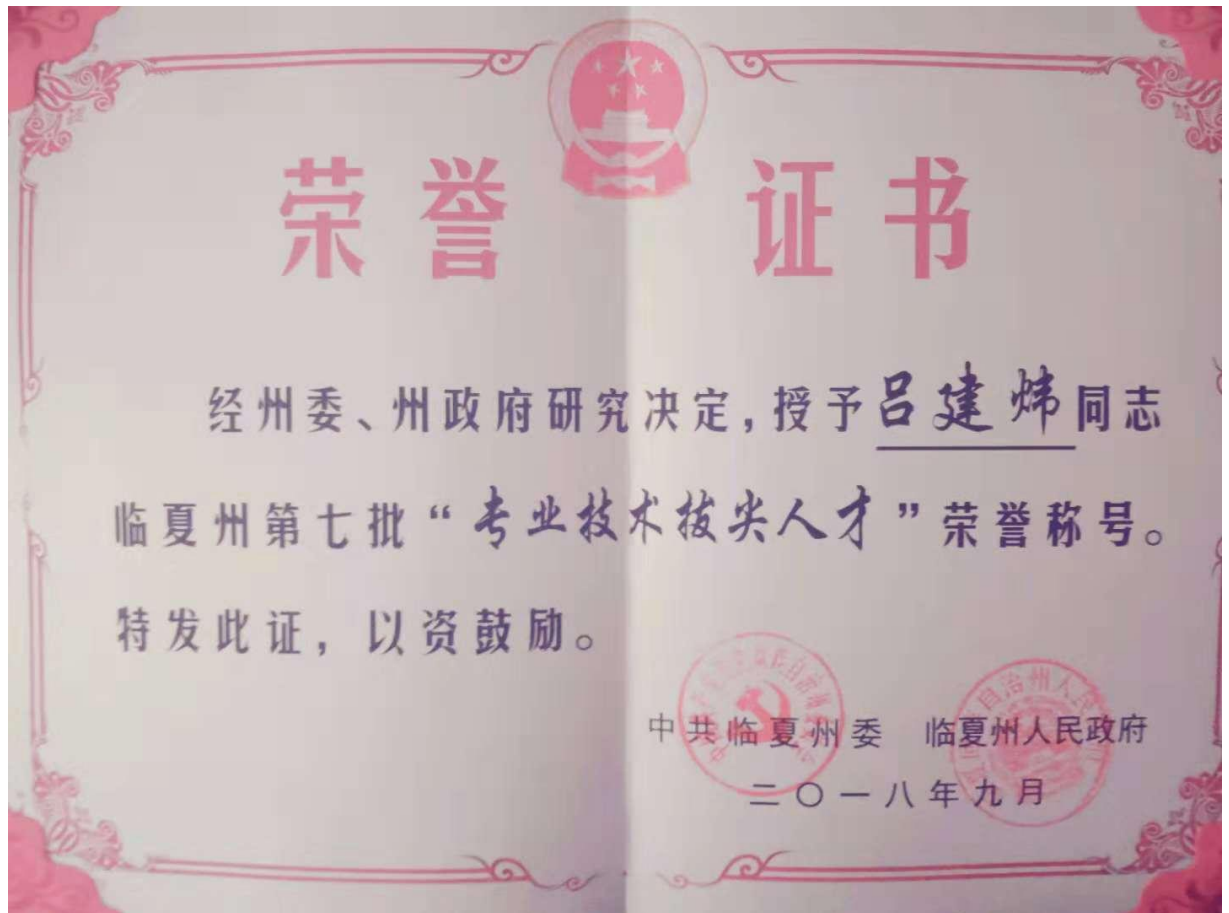 荣誉证书
经州委、州政府研究决定，授予吕建炜同志
临夏州第七批“专业技术拔尖人才”荣誉称号。
特发此证，以资鼓励。
中共临夏州委 临夏州人民政府
二〇一八年九月